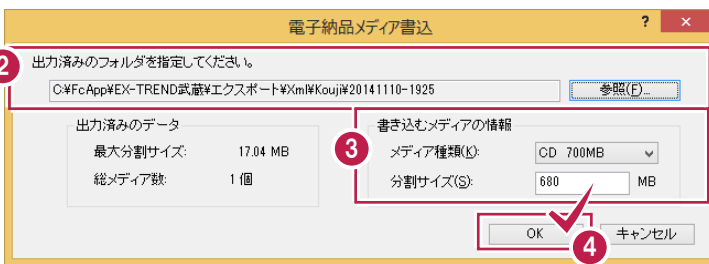 電子納品メディア書込
? ×
2 出力済みのフォルダを指定してください。
C:¥FcApp¥EX-TREND武蔵¥エクスポート¥Xml¥Kouji¥20141110-1925 参照(F)...
出力済みのデータ
最大分割サイズ: 17.04 MB
総メディア数: 1 個
3 書き込むメディアの情報
メディア種類(K): CD 700MB
分割サイズ(S): 680 MB
OK キャンセル
4